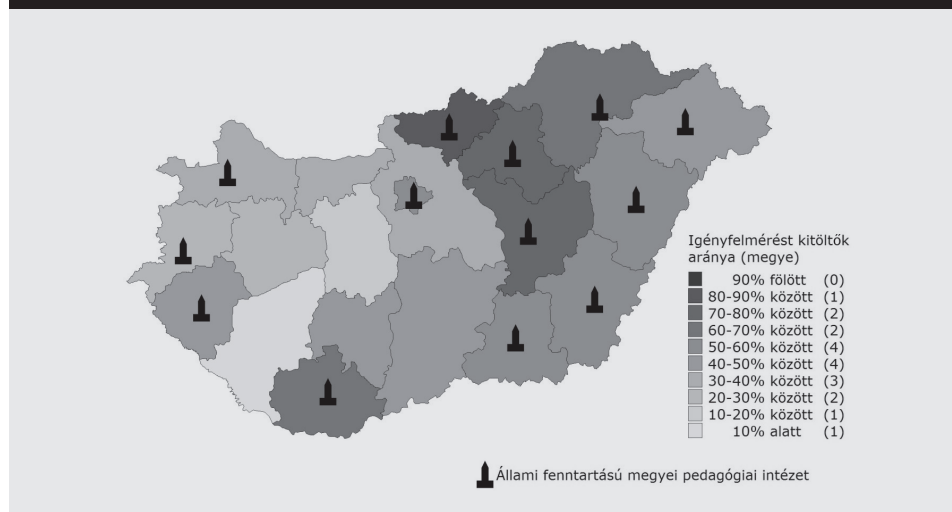 Igényfelmérést kitöltők
aránya (megye)
90% fölött (0)
80-90% között (1)
70-80% között (2)
60-70% között (2)
50-60% között (4)
40-50% között (4)
30-40% között (3)
20-30% között (2)
10-20% között (1)
10% alatt (1)
Állami fenntartású megyei pedagógiai intézet